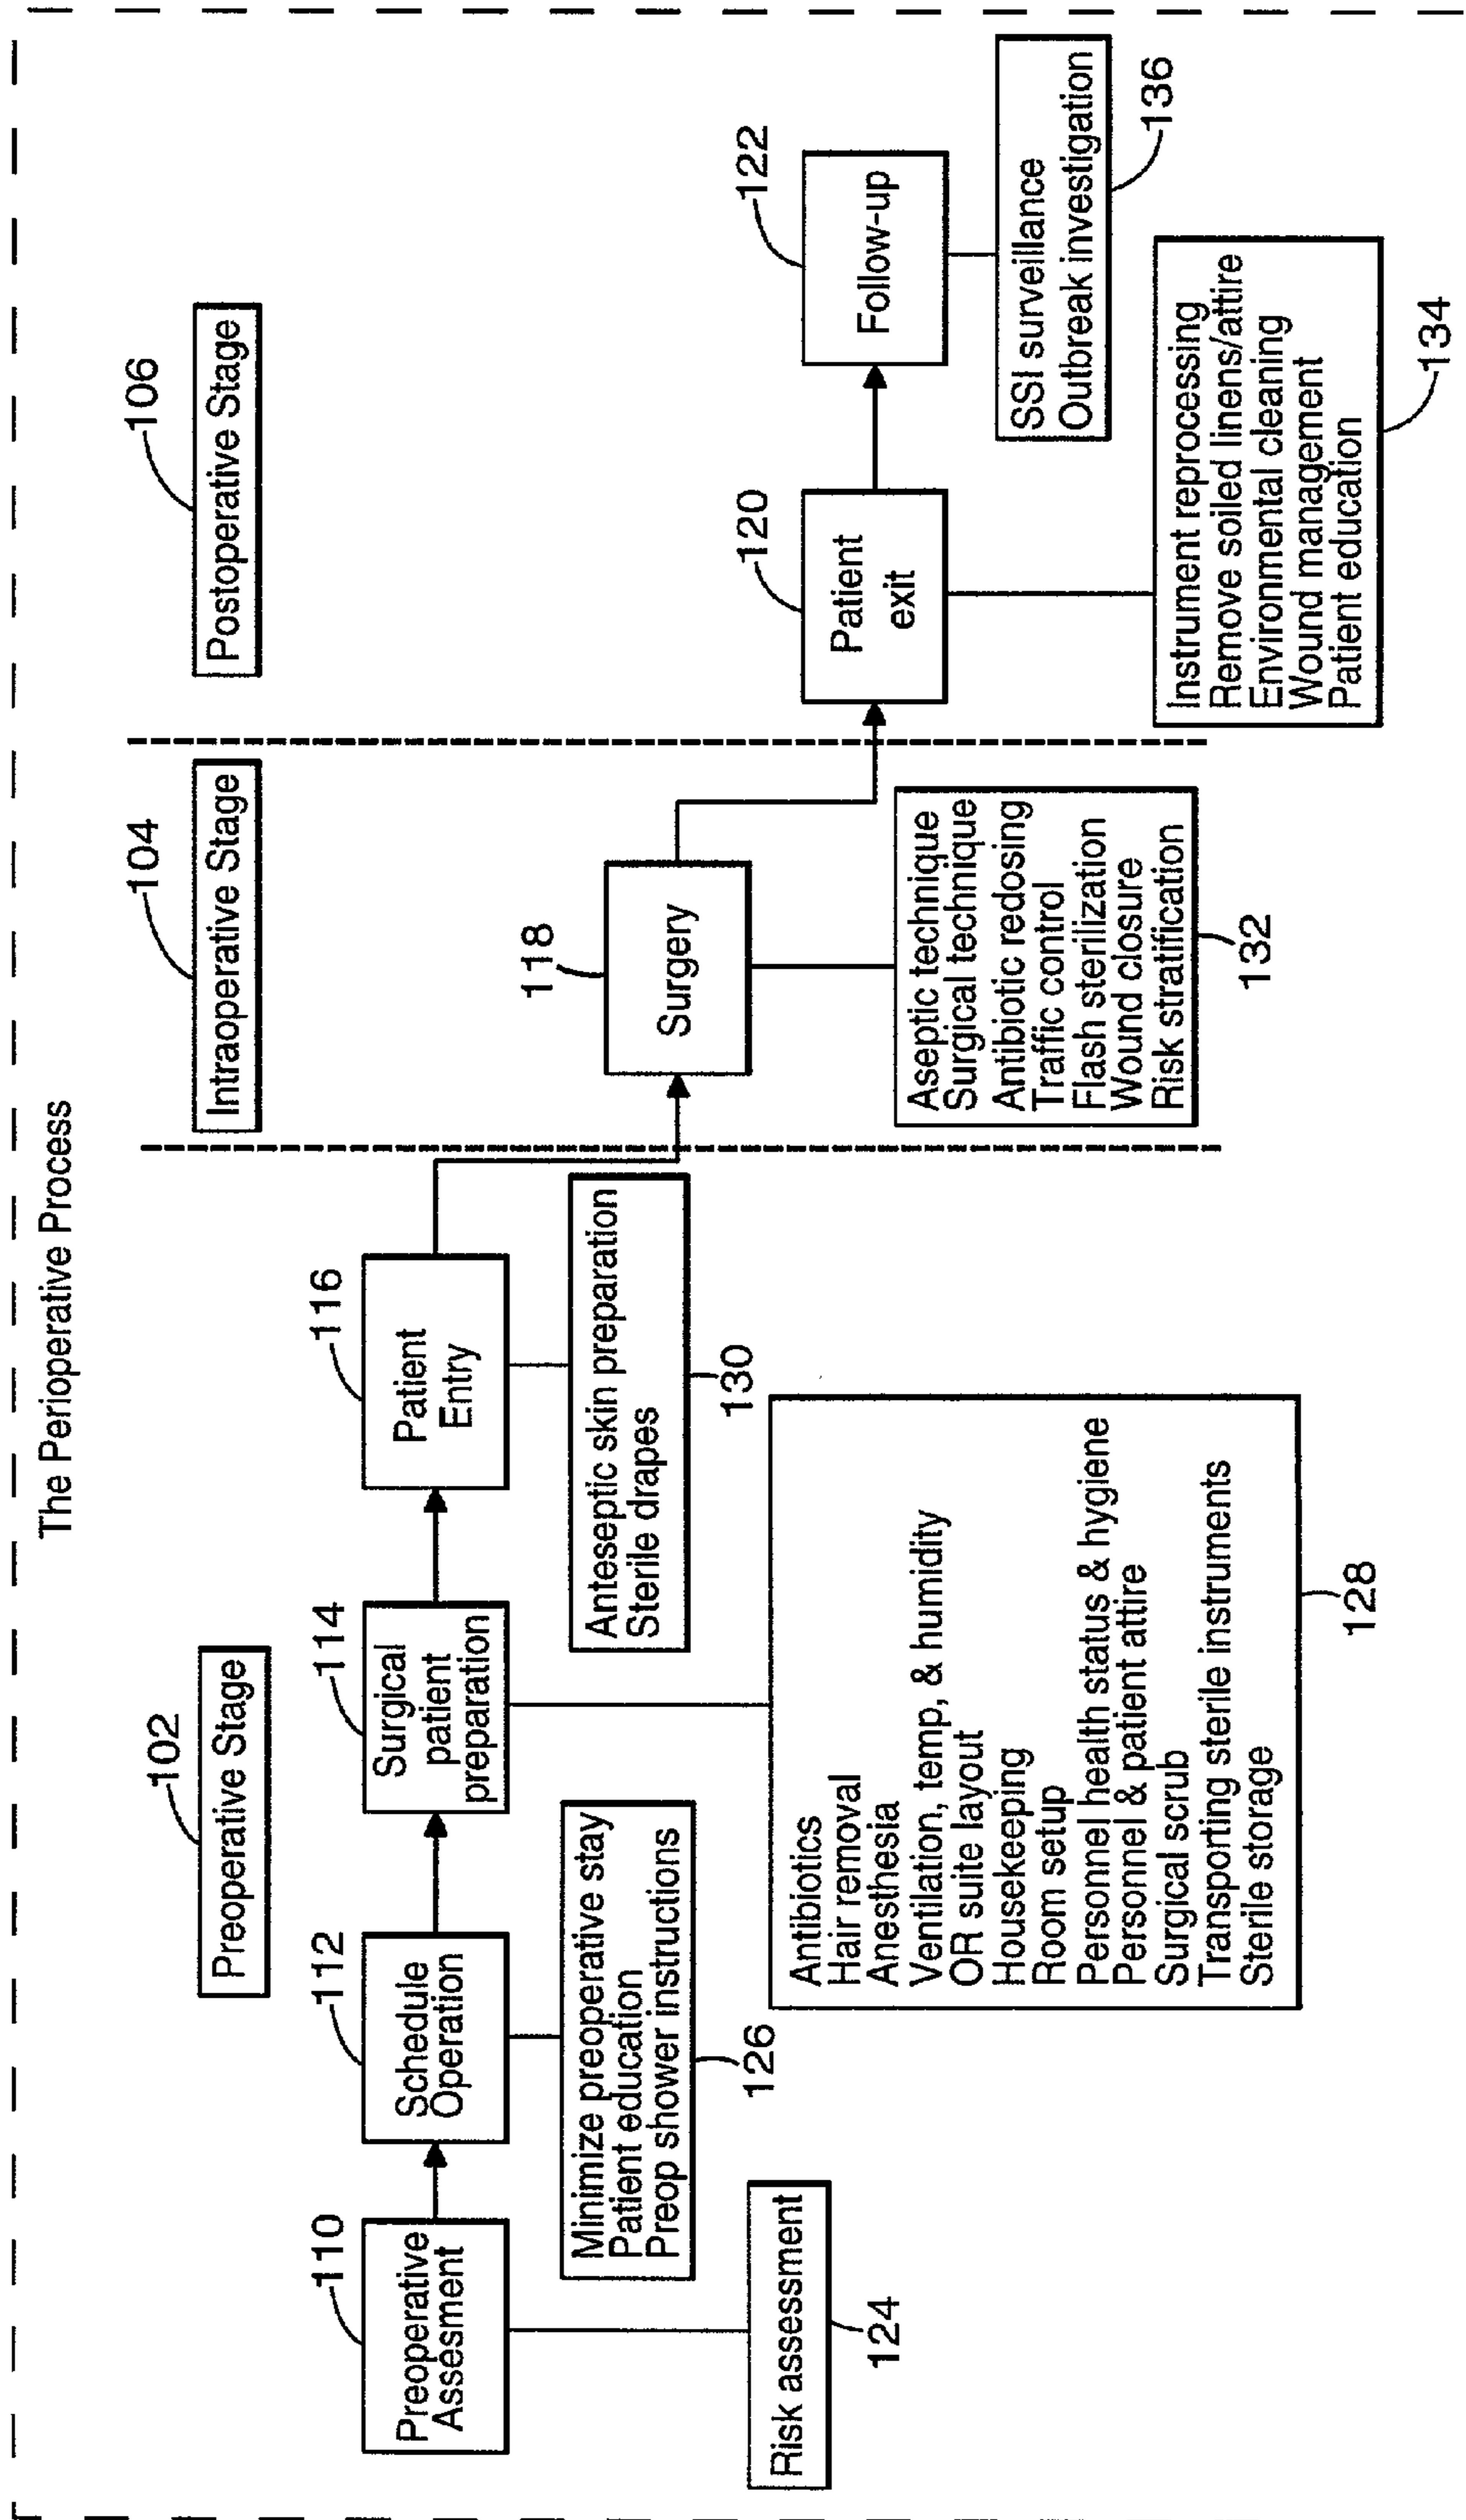 The Perioperative Process
102
Preoperative Stage
104
Intraoperative Stage
106
Postoperative Stage
110
Preoperative
Assesment
112
Schedule
Operation
114
Surgical
patient
preparation
116
Patient
Entry
118
Surgery
120
Patient
exit
122
Follow-up
Risk assessment
124
Minimize preoperative stay
Patient education
Preop shower instructions
126
Antibiotics
Hair removal
Anesthesia
Ventilation, temp, & humidity
OR suite layout
Housekeeping
Room setup
Personnel health status & hygiene
Personnel & patient attire
Surgical scrub
Transporting sterile instruments
Sterile storage
128
Anteseptic skin preparation
Sterile drapes
130
Aseptic technique
Surgical technique
Antibiotic redosing
Traffic control
Flash sterilization
Wound closure
Risk stratification
132
Instrument reprocessing
Remove soiled linens/attire
Environmental cleaning
Wound management
Patient education
134
SSI surveillance
Outbreak investigation
136